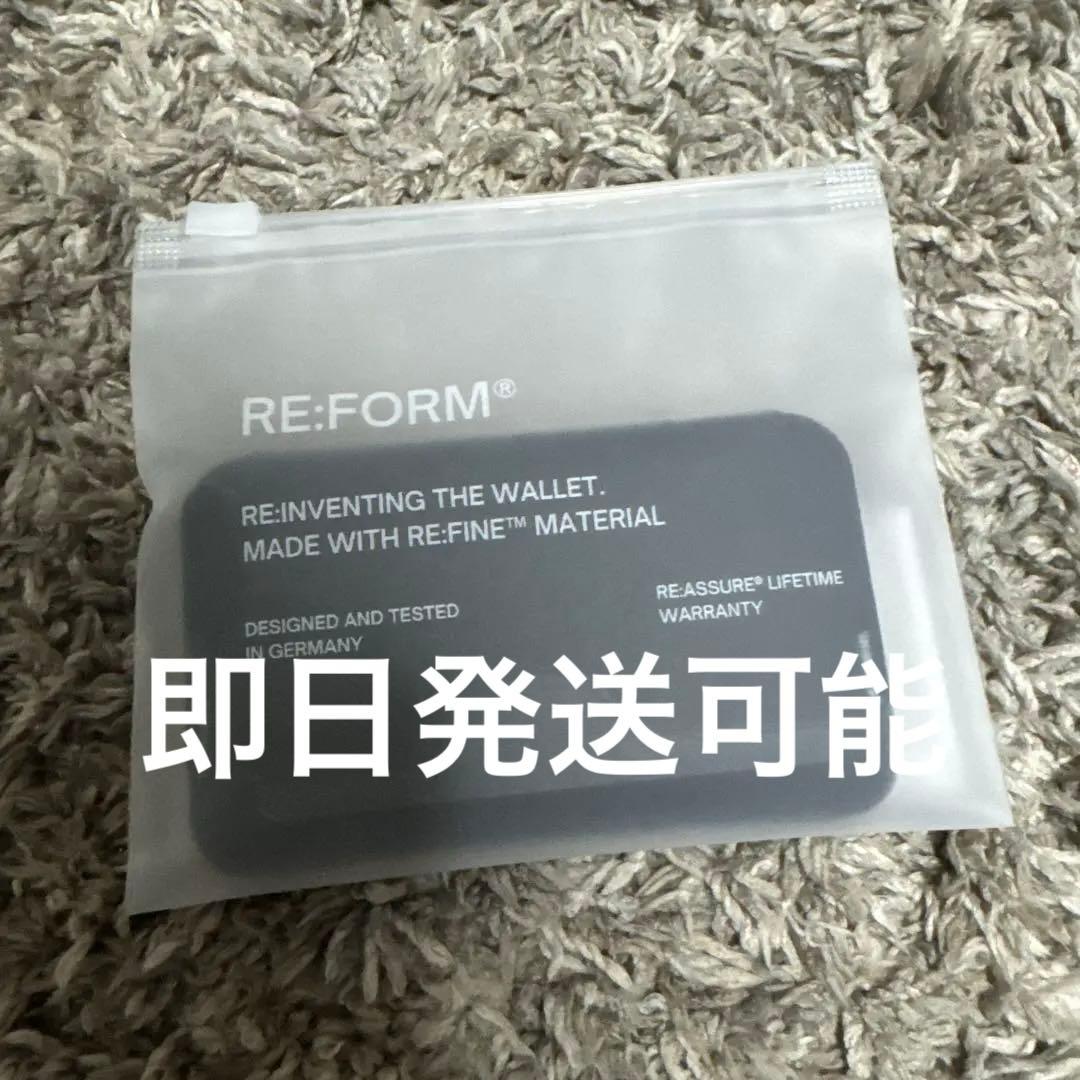 RE:FORM®
RE:INVENTING THE WALLET.
MADE WITH RE:FINE™ MATERIAL
DESIGNED AND TESTED
IN GERMANY
RE:ASSURE® LIFETIME
WARRANTY
即日発送可能